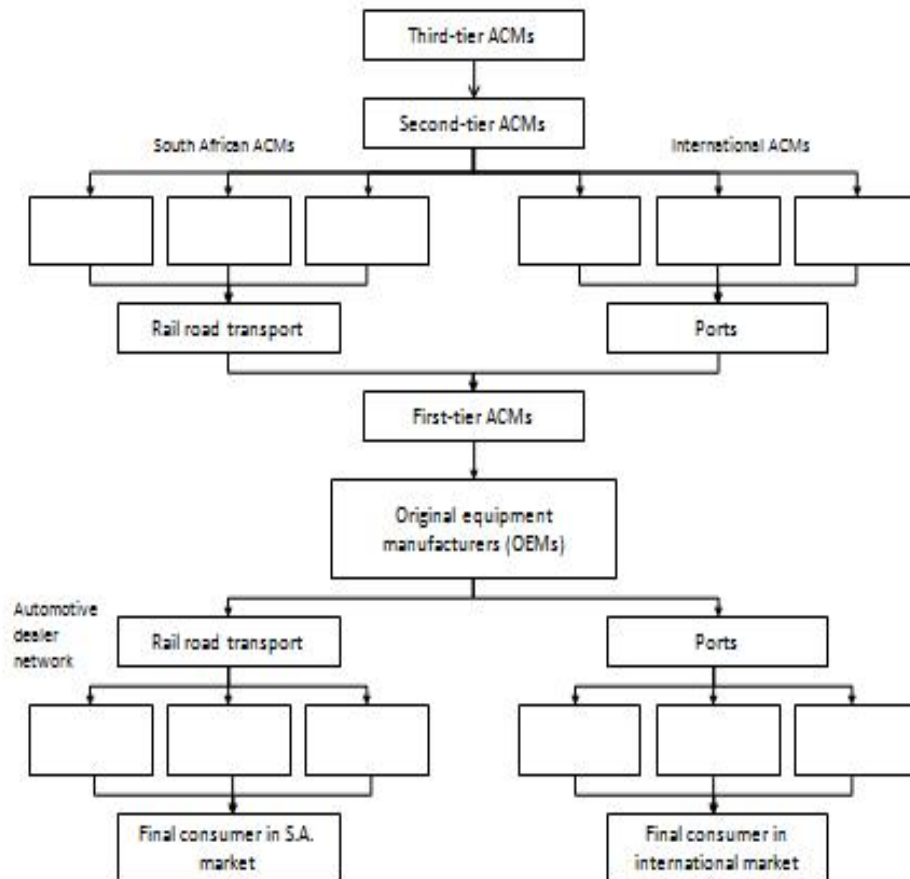 Third-tier ACMs
Second-tier ACMs
South African ACMs
International ACMs
Rail road transport
Ports
First-tier ACMs
Original equipment
manufacturers (OEMs)
Automotive
dealer
network
Rail road transport
Ports
Final consumer in S.A.
market
Final consumer in
international market